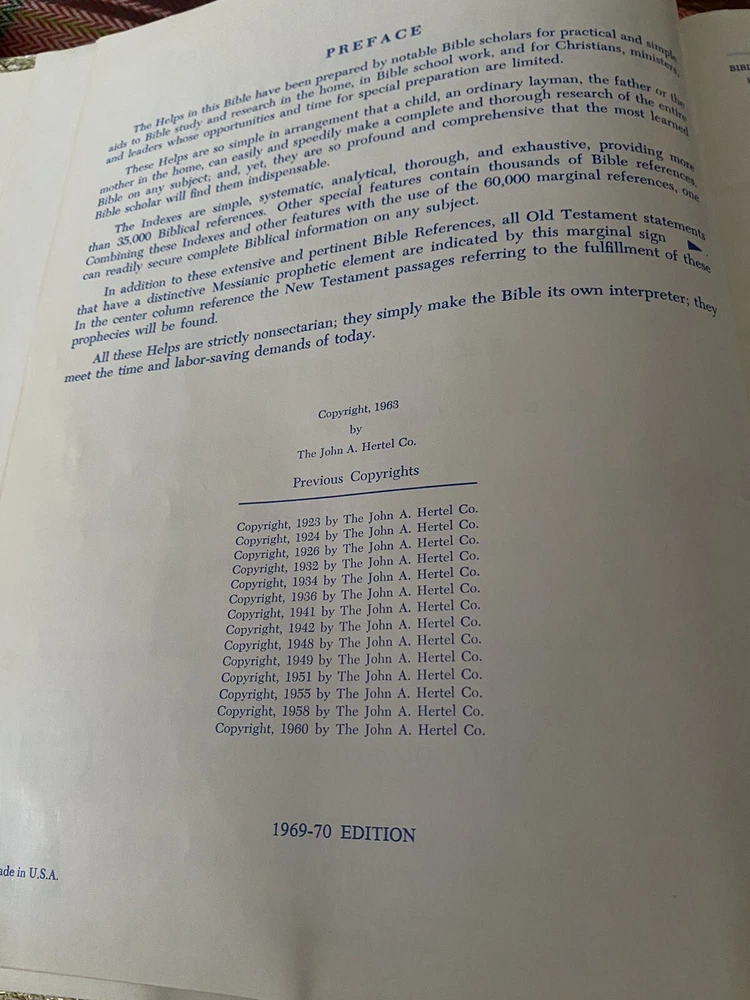 PREFACE
The Helps in this Bible have been prepared by notable Bible scholars for practical and simple
aids to Bible study and research in the home, in Bible school work, and for Christians, ministers,
and leaders whose opportunities and time for special preparation are limited.
These Helps are so simple in arrangement that a child, an ordinary layman, the father or the
mother in the home, can easily and speedily make a complete and thorough research of the entire
Bible on any subject; and, yet, they are so profound and comprehensive that the most learned
Bible scholar will find them indispensable.
The Indexes are simple, systematic, analytical, thorough, and exhaustive, providing more
than 35,000 Biblical references. Other special features contain thousands of Bible references.
Combining these Indexes and other features with the use of the 60,000 marginal references, one
can readily secure complete Biblical information on any subject.
In addition to these extensive and pertinent Bible References, all Old Testament statements
that have a distinctive Messianic prophetic element are indicated by this marginal sign
In the center column reference the New Testament passages referring to the fulfillment of these
prophecies will be found.
All these Helps are strictly nonsectarian; they simply make the Bible its own interpreter; they
meet the time and labor-saving demands of today.
Copyright, 1963
by
The John A. Hertel Co.
Previous Copyrights
Copyright, 1923 by The John A. Hertel Co.
Copyright, 1924 by The John A. Hertel Co.
Copyright, 1926 by The John A. Hertel Co.
Copyright, 1932 by The John A. Hertel Co.
Copyright, 1934 by The John A. Hertel Co.
Copyright, 1936 by The John A. Hertel Co.
Copyright, 1941 by The John A. Hertel Co.
Copyright, 1942 by The John A. Hertel Co.
Copyright, 1948 by The John A. Hertel Co.
Copyright, 1949 by The John A. Hertel Co.
Copyright, 1951 by The John A. Hertel Co.
Copyright, 1955 by The John A. Hertel Co.
Copyright, 1958 by The John A. Hertel Co.
Copyright, 1960 by The John A. Hertel Co.
1969-70 EDITION
ade in U.S.A.